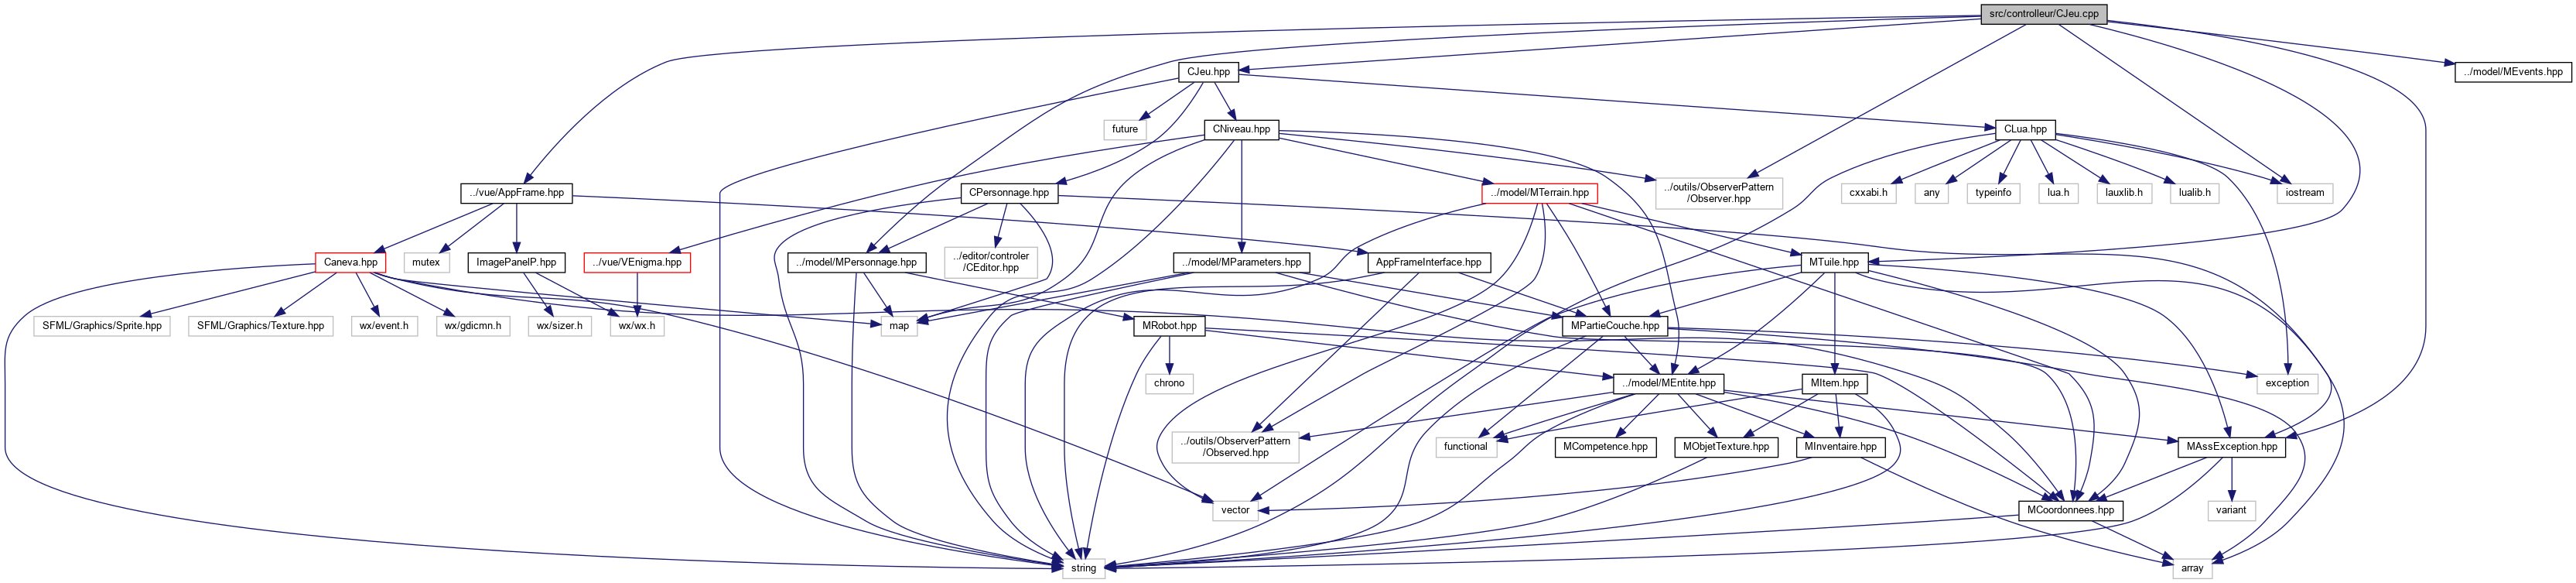 src/controlleur/CJeu.cpp
CJeu.hpp
../model/MEvents.hpp
future
CNiveau.hpp
CLua.hpp
../vue/AppFrame.hpp
CPersonnage.hpp
../model/MTerrain.hpp
../outils/ObserverPattern
/Observer.hpp
cxxabi.h
any
typeinfo
lua.h
lauxlib.h
lualib.h
iostream
Caneva.hpp
mutex
ImagePanelP.hpp
../vue/VEnigma.hpp
../model/MPersonnage.hpp
../editor/controler
/CEditor.hpp
../model/MParameters.hpp
AppFrameInterface.hpp
MTuile.hpp
SFML/Graphics/Sprite.hpp
SFML/Graphics/Texture.hpp
wx/event.h
wx/gdicmn.h
wx/sizer.h
wx/wx.h
map
MRobot.hpp
MPartieCouche.hpp
chrono
../model/MEntite.hpp
MItem.hpp
exception
../outils/ObserverPattern
/Observed.hpp
functional
MCompetence.hpp
MObjetTexture.hpp
MInventaire.hpp
MAssException.hpp
vector
MCoordonnees.hpp
variant
string
array